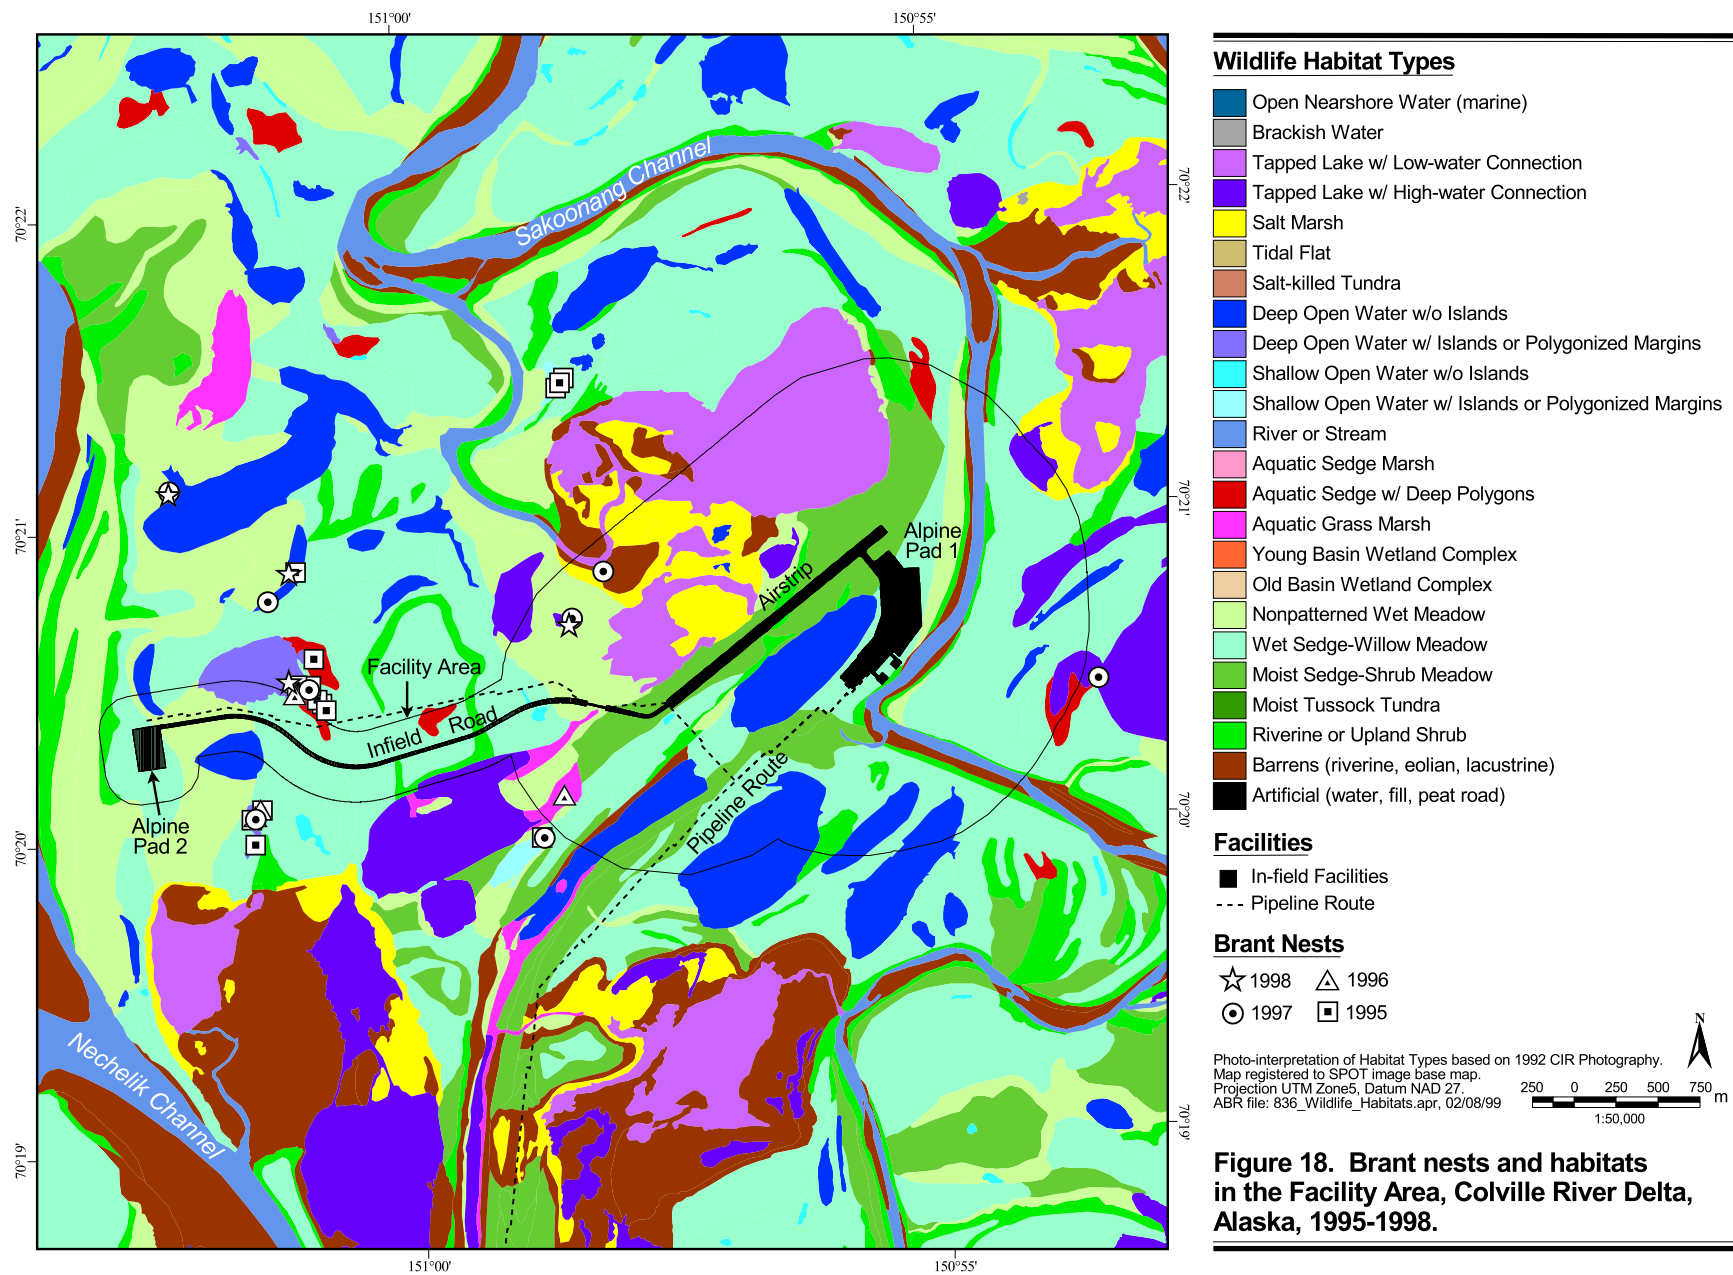 151°00'
150°55'
70°22'
70°21'
70°20'
70°19'
70°22'
70°21'
70°20'
70°19'
151°00'
150°55'
Sakoonang Channel
Alpine
Pad 1
Airstrip
Facility Area
Infield Road
Pipeline Route
Alpine
Pad 2
Nechelik Channel
Wildlife Habitat Types
Open Nearshore Water (marine)
Brackish Water
Tapped Lake w/ Low-water Connection
Tapped Lake w/ High-water Connection
Salt Marsh
Tidal Flat
Salt-killed Tundra
Deep Open Water w/o Islands
Deep Open Water w/ Islands or Polygonized Margins
Shallow Open Water w/o Islands
Shallow Open Water w/ Islands or Polygonized Margins
River or Stream
Aquatic Sedge Marsh
Aquatic Sedge w/ Deep Polygons
Aquatic Grass Marsh
Young Basin Wetland Complex
Old Basin Wetland Complex
Nonpatterned Wet Meadow
Wet Sedge-Willow Meadow
Moist Sedge-Shrub Meadow
Moist Tussock Tundra
Riverine or Upland Shrub
Barrens (riverine, eolian, lacustrine)
Artificial (water, fill, peat road)
Facilities
In-field Facilities
Pipeline Route
Brant Nests
1998 1996
1997 1995
N
Photo-interpretation of Habitat Types based on 1992 CIR Photography.
Map registered to SPOT image base map.
Projection UTM Zone5, Datum NAD 27.
ABR file: 836_Wildlife_Habitats.apr, 02/08/99
250 0 250 500 750 m
1:50,000
Figure 18. Brant nests and habitats
in the Facility Area, Colville River Delta,
Alaska, 1995-1998.